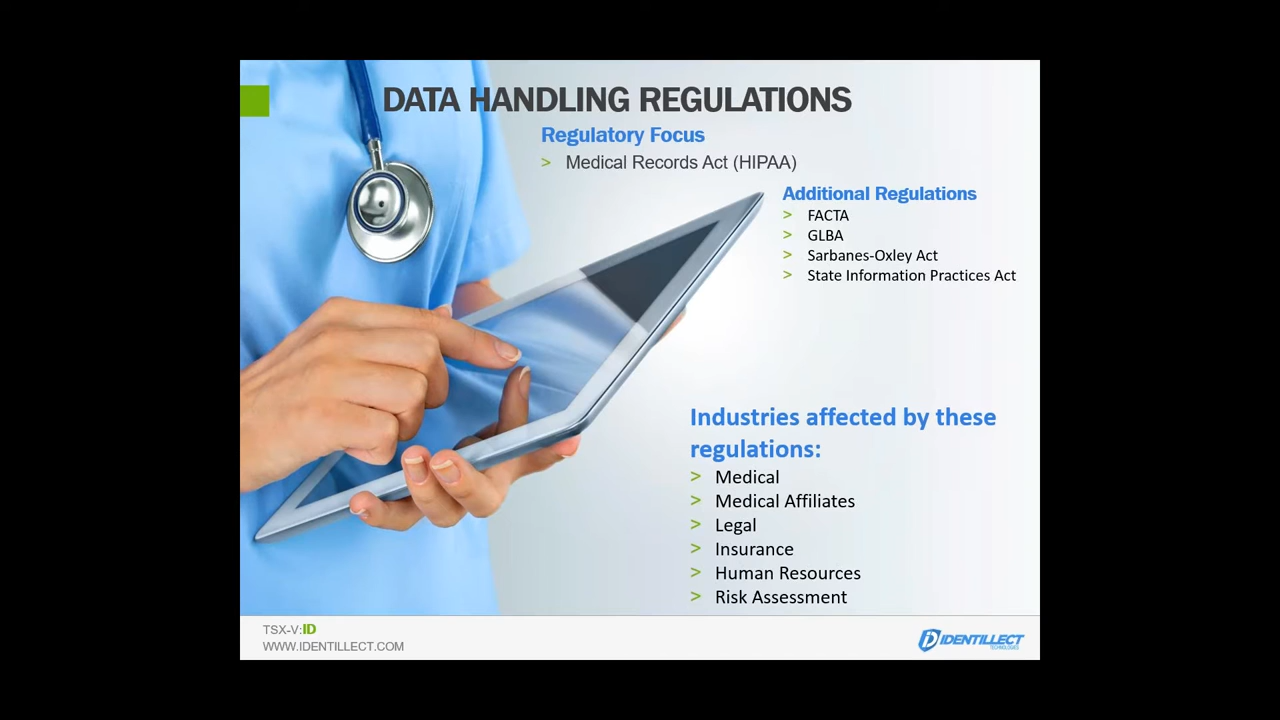 DATA HANDLING REGULATIONS
Regulatory Focus
> Medical Records Act (HIPAA)
Additional Regulations
> FACTA
> GLBA
> Sarbanes-Oxley Act
> State Information Practices Act
Industries affected by these
regulations:
> Medical
> Medical Affiliates
> Legal
> Insurance
> Human Resources
> Risk Assessment
TSX-V:ID
WWW.IDENTILLECT.COM
ID IDENTILLECT
TECHNOLOGIES